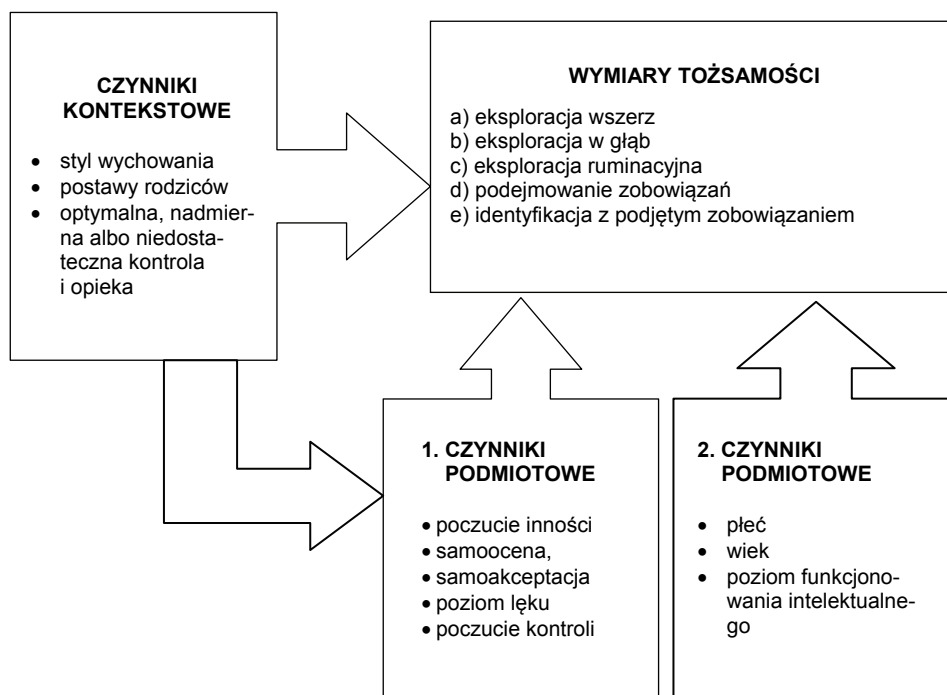 CZYNNIKI
KONTEKSTOWE
• styl wychowania
• postawy rodziców
• optymalna, nadmier-
na albo niedosta-
teczna kontrola
i opieka
WYMIARY TOŻSAMOŚCI
a) eksploracja wszerz
b) eksploracja w głąb
c) eksploracja ruminacyjna
d) podejmowanie zobowiązań
e) identyfikacja z podjętym zobowiązaniem
1. CZYNNIKI
PODMIOTOWE
• poczucie inności
• samoocena,
• samoakceptacja
• poziom lęku
• poczucie kontroli
2. CZYNNIKI
PODMIOTOWE
• płeć
• wiek
• poziom funkcjono-
wania intelektualne-
go